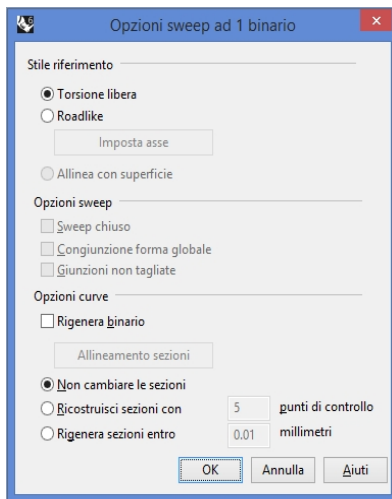 Opzioni sweep ad 1 binario
Stile riferimento
Torsione libera
Roadlike
Imposta asse
Allinea con superficie
Opzioni sweep
Sweep chiuso
Congiunzione forma globale
Giunzioni non tagliate
Opzioni curve
Rigenera binario
Allineamento sezioni
Non cambiare le sezioni
Ricostruisci sezioni con 5 punti di controllo
Rigenera sezioni entro 0.01 millimetri
OK Annulla Aiuti